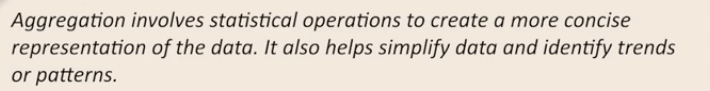 Aggregation involves statistical operations to create a more concise
representation of the data. It also helps simplify data and identify trends
or patterns.